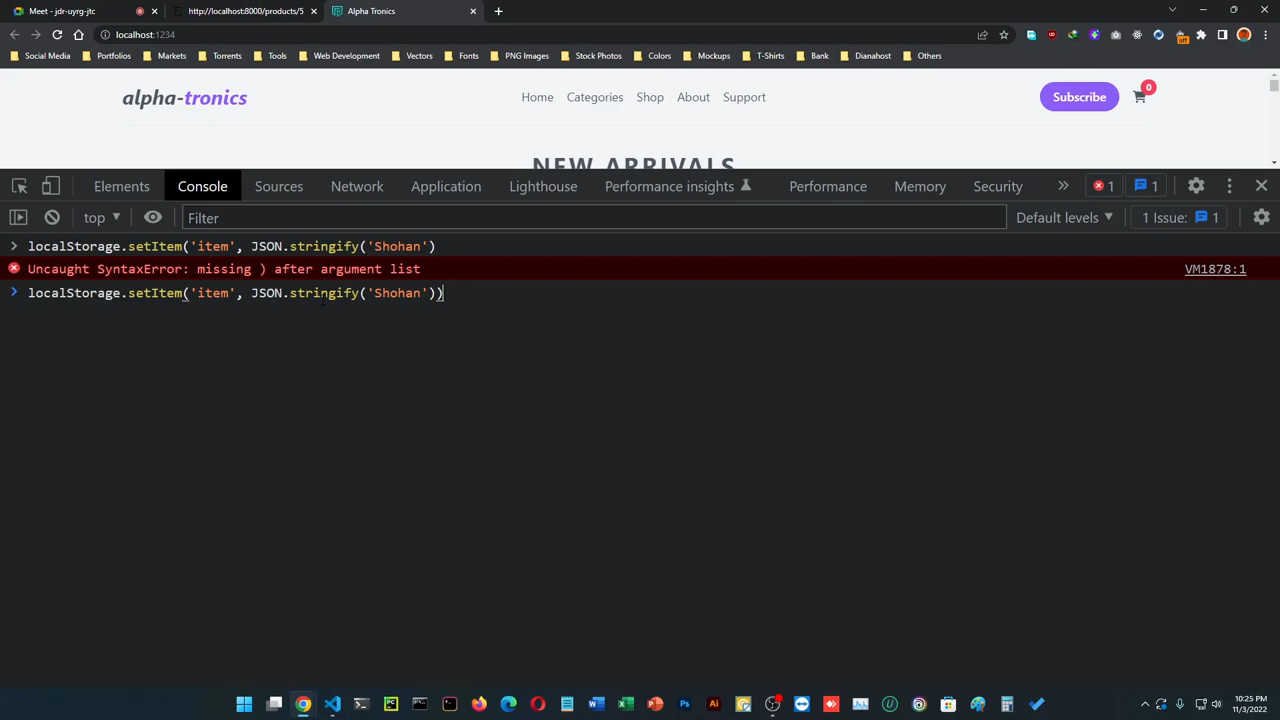 Meet - jdr-uyrg-jtc
http://localhost:8000/products/5
Alpha Tronics
localhost:1234
Social Media Portfolios Markets Torrents Tools Web Development Vectors Fonts PNG Images Stock Photos Colors Mockups T-Shirts Bank Dianahost Others
alpha-tronics Home Categories Shop About Support Subscribe 0
NEW ARRIVALS
Elements Console Sources Network Application Lighthouse Performance insights Performance Memory Security 1 1
top Filter Default levels 1 Issue: 1
localStorage.setItem('item', JSON.stringify('Shohan')
Uncaught SyntaxError: missing ) after argument list VM1878:1
localStorage.setItem('item', JSON.stringify('Shohan'))
10:25 PM
11/3/2022